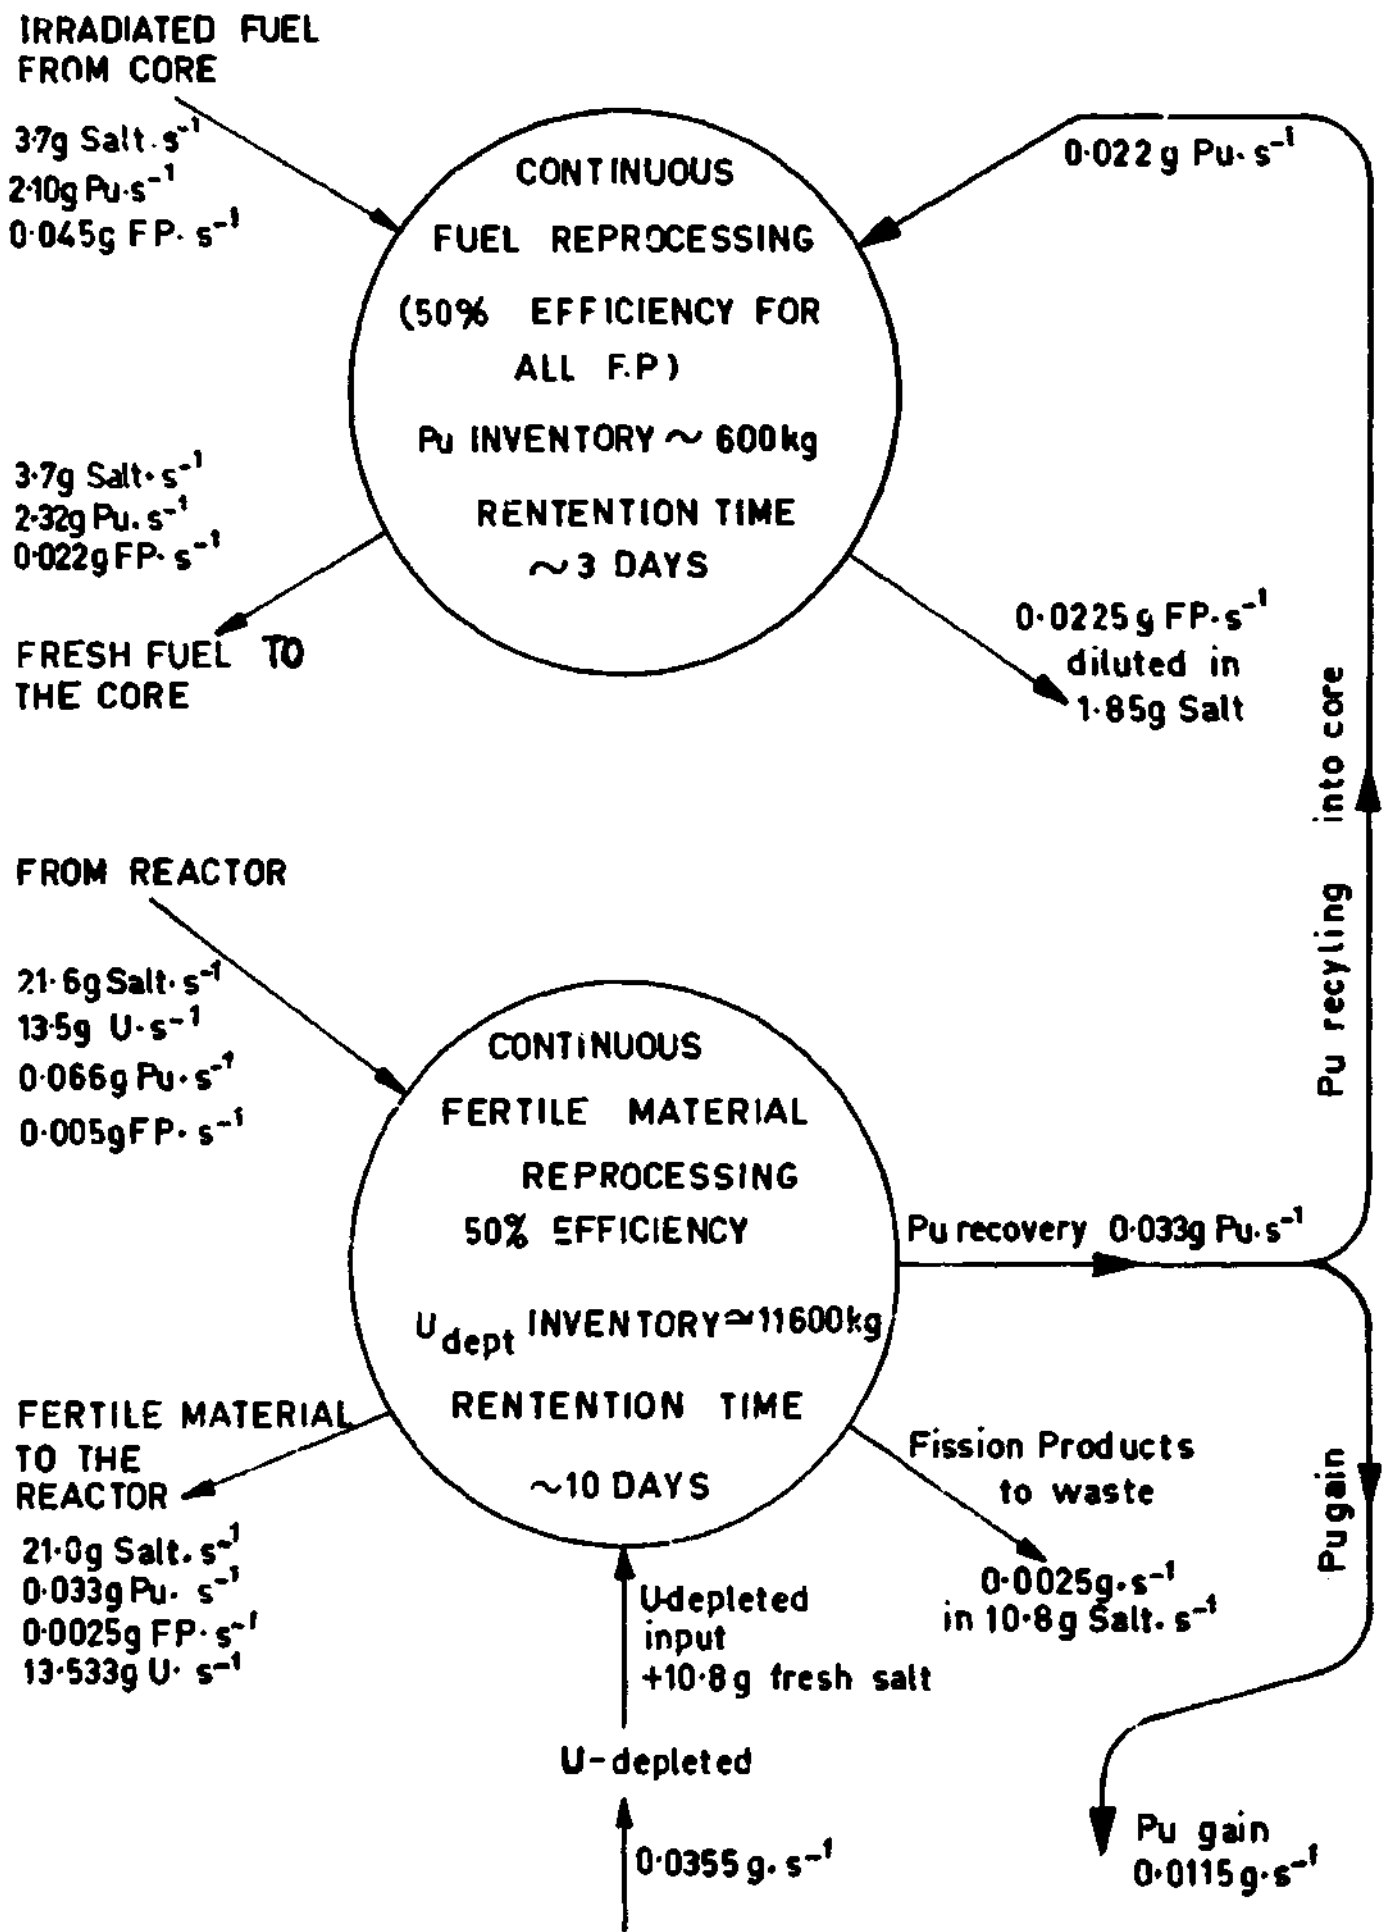 IRRADIATED FUEL
FROM CORE
3·7g Salt·s⁻¹
2·10g Pu·s⁻¹
0·045g FP·s⁻¹
0·022g Pu·s⁻¹
CONTINUOUS
FUEL REPROCESSING
(50% EFFICIENCY FOR
ALL F.P)
Pu INVENTORY ~ 600kg
RENTENTION TIME
~3 DAYS
3·7g Salt·s⁻¹
2·32g Pu.s⁻¹
0·022g FP·s⁻¹
FRESH FUEL TO
THE CORE
0·0225g FP·s⁻¹
diluted in
1·85g Salt
Pu recyling into core
FROM REACTOR
21·6g Salt·s⁻¹
13·5g U·s⁻¹
0·066g Pu·s⁻¹
0·005g FP·s⁻¹
CONTINUOUS
FERTILE MATERIAL
REPROCESSING
50% EFFICIENCY
U dept INVENTORY≃11600kg
RENTENTION TIME
~10 DAYS
Pu recovery 0·033g Pu·s⁻¹
Pu gain
FERTILE MATERIAL
TO THE
REACTOR
21·0g Salt.s⁻¹
0·033g Pu·s⁻¹
0·0025g FP·s⁻¹
13·533g U·s⁻¹
Fission Products
to waste
0·0025g·s⁻¹
in 10·8g Salt.s⁻¹
U-depleted
input
+10·8g fresh salt
U-depleted
0·0355g.s⁻¹
Pu gain
0·0115g·s⁻¹